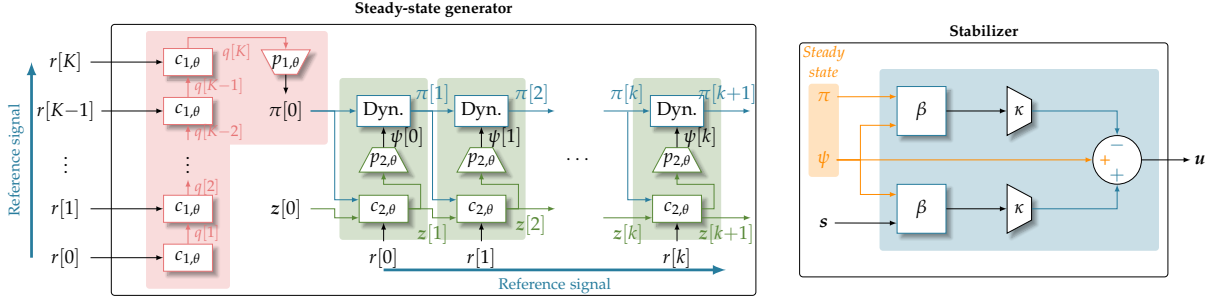 Steady-state generator
Reference signal
r[K]
r[K−1]
⋮
r[1]
r[0]
c1,θ
q[K]
p1,θ
q[K−1]
c1,θ
π[0]
q[K−2]
⋮
q[2]
c1,θ
q[1]
c1,θ
Dyn.
π[1]
Dyn.
π[2]
π[k]
Dyn.
π[k+1]
ψ[0]
ψ[1]
ψ[k]
p2,θ
p2,θ
...
p2,θ
z[0]
c2,θ
z[1]
c2,θ
z[2]
z[k]
c2,θ
z[k+1]
r[0]
r[1]
r[k]
Reference signal
Stabilizer
Steady
state
π
ψ
s
β
κ
−
+
+
u
β
κ